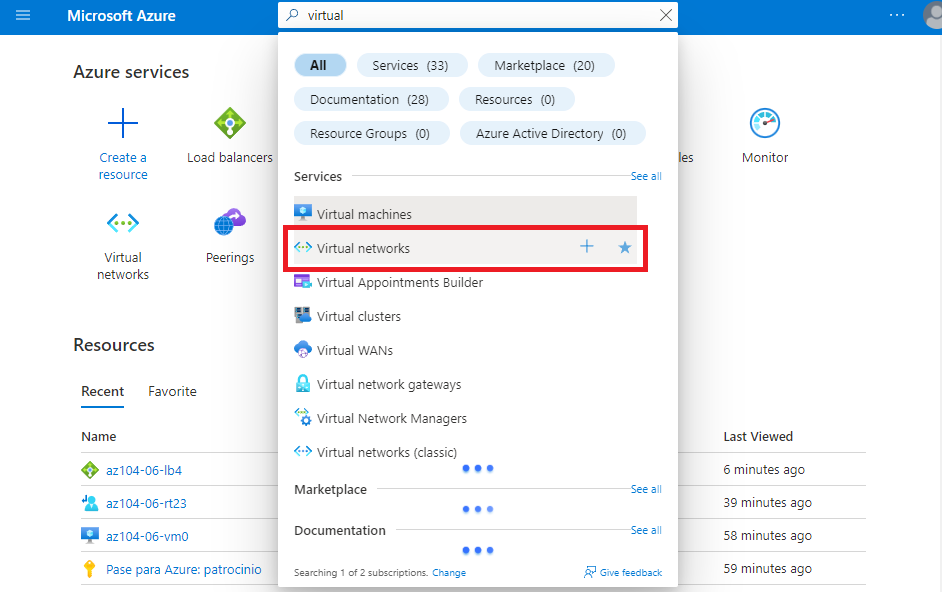 Microsoft Azure
virtual
All
Services (33)
Marketplace (20)
Documentation (28)
Resources (0)
Resource Groups (0)
Azure Active Directory (0)
Services
See all
Virtual machines
Virtual networks
Virtual Appointments Builder
Virtual clusters
Virtual WANs
Virtual network gateways
Virtual Network Managers
Virtual networks (classic)
Marketplace
See all
Documentation
See all
Searching 1 of 2 subscriptions. Change
Give feedback
Azure services
Create a
resource
Load balancers
les
Monitor
Virtual
networks
Peerings
Resources
Recent
Favorite
Name
Last Viewed
az104-06-lb4
6 minutes ago
az104-06-rt23
39 minutes ago
az104-06-vm0
58 minutes ago
Pase para Azure: patrocinio
59 minutes ago